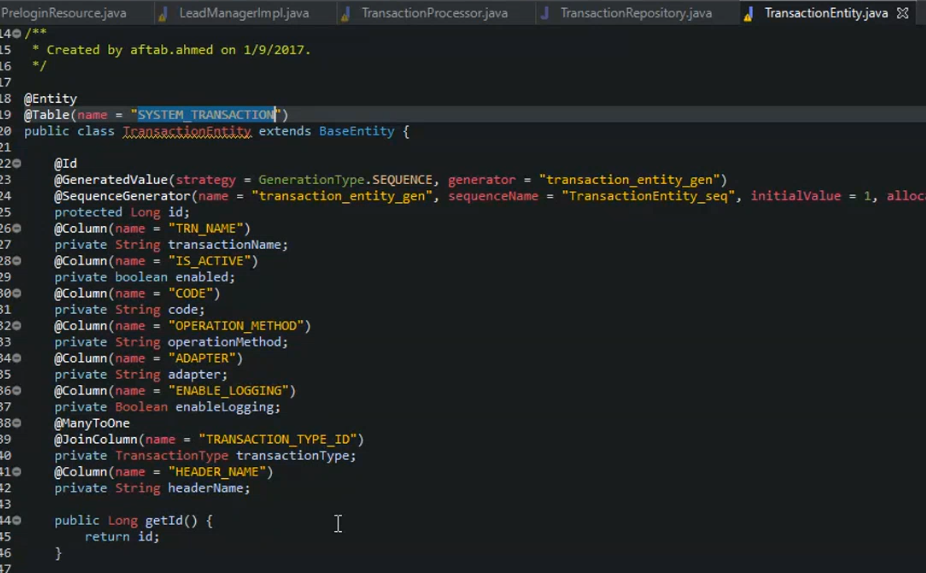 PreloginResource.java LeadManagerImpl.java TransactionProcessor.java TransactionRepository.java TransactionEntity.java
14 /**
15 * Created by aftab.ahmed on 1/9/2017.
16 */
17
18 @Entity
19 @Table(name = "SYSTEM_TRANSACTION")
20 public class TransactionEntity extends BaseEntity {
21
22 @Id
23 @GeneratedValue(strategy = GenerationType.SEQUENCE, generator = "transaction_entity_gen")
24 @SequenceGenerator(name = "transaction_entity_gen", sequenceName = "TransactionEntity_seq", initialValue = 1, alloc
25 protected Long id;
26 @Column(name = "TRN_NAME")
27 private String transactionName;
28 @Column(name = "IS_ACTIVE")
29 private boolean enabled;
30 @Column(name = "CODE")
31 private String code;
32 @Column(name = "OPERATION_METHOD")
33 private String operationMethod;
34 @Column(name = "ADAPTER")
35 private String adapter;
36 @Column(name = "ENABLE_LOGGING")
37 private Boolean enableLogging;
38 @ManyToOne
39 @JoinColumn(name = "TRANSACTION_TYPE_ID")
40 private TransactionType transactionType;
41 @Column(name = "HEADER_NAME")
42 private String headerName;
43
44 public Long getId() {
45 return id;
46 }
47